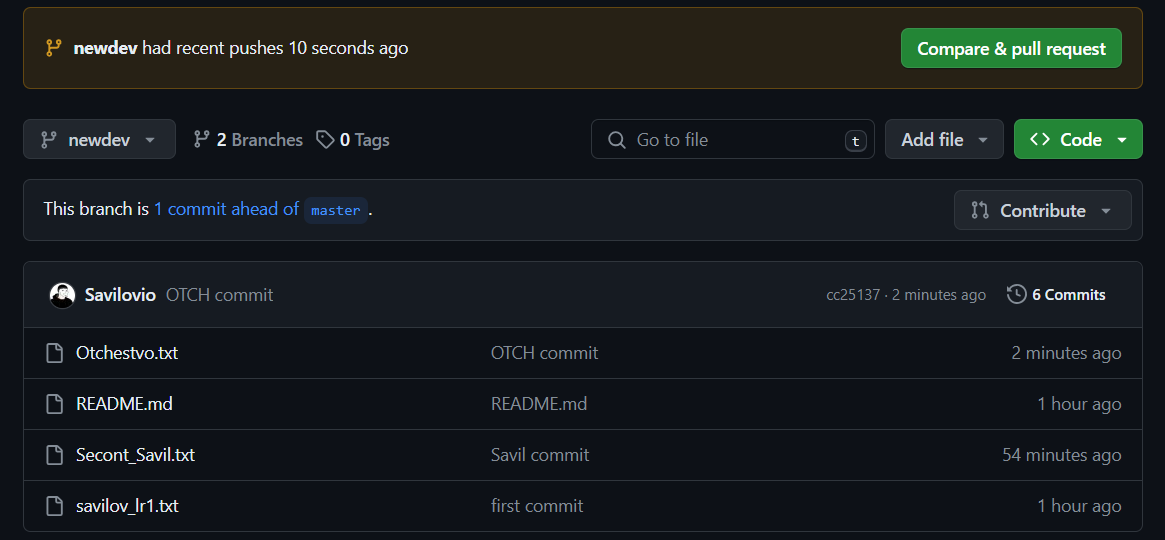 newdev had recent pushes 10 seconds ago Compare & pull request
newdev 2 Branches 0 Tags Go to file t Add file Code
This branch is 1 commit ahead of master . Contribute
Savilovio OTCH commit cc25137 · 2 minutes ago 6 Commits
Otchestvo.txt OTCH commit 2 minutes ago
README.md README.md 1 hour ago
Secont_Savil.txt Savil commit 54 minutes ago
savilov_lr1.txt first commit 1 hour ago